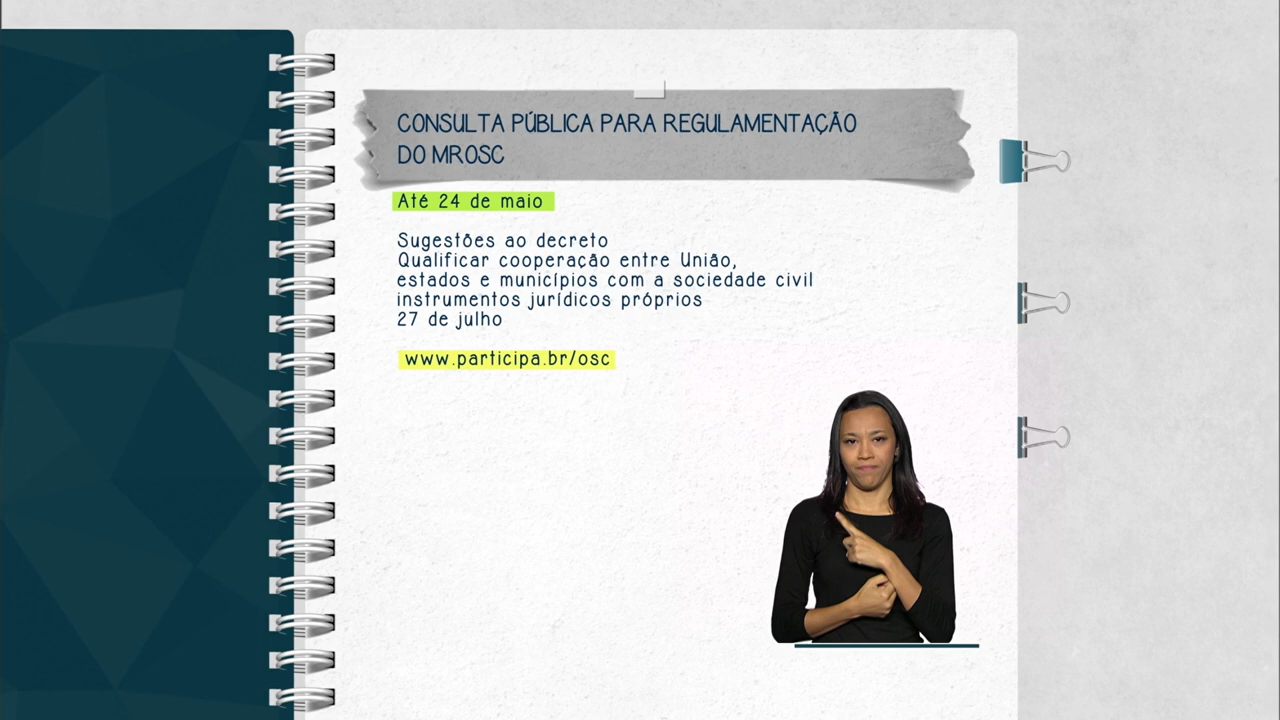 CONSULTA PÚBLICA PARA REGULAMENTAÇÃO
DO MROSC
Até 24 de maio
Sugestões ao decreto
Qualificar cooperação entre União,
estados e municípios com a sociedade civil
instrumentos jurídicos próprios
27 de julho
www.participa.br/osc